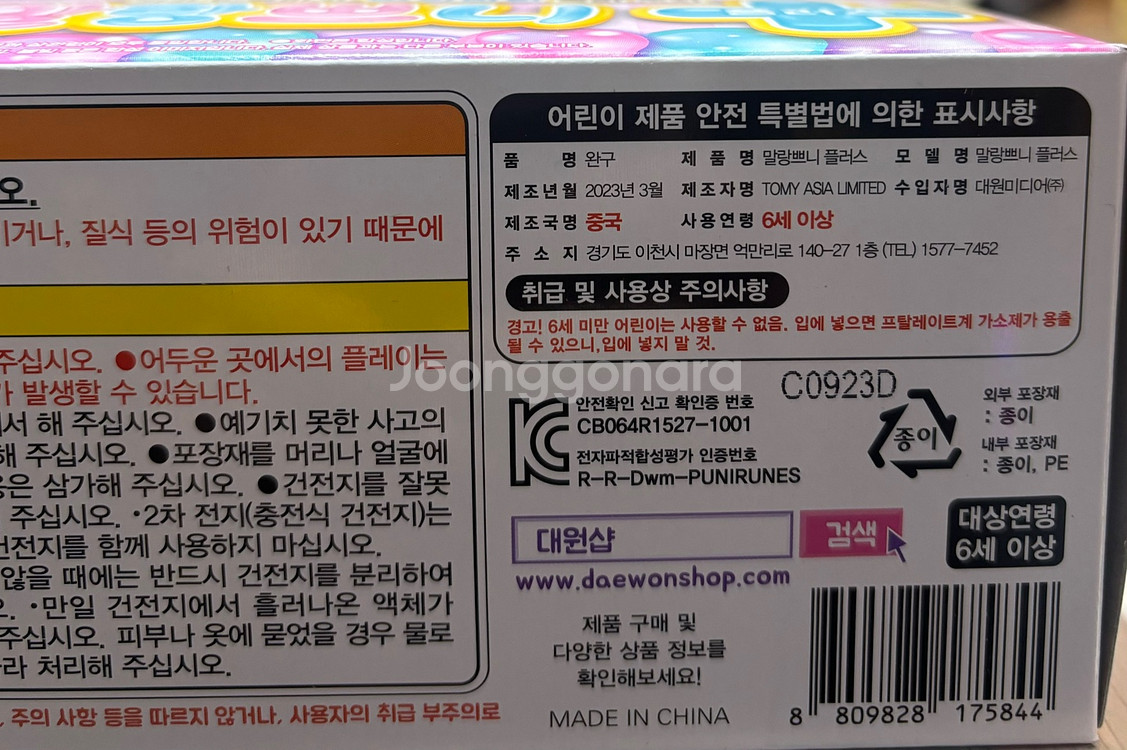 오.
기거나, 질식 등의 위험이 있기 때문에
주십시오. ●어두운 곳에서의 플레이는
가 발생할 수 있습니다.
서 해 주십시오. ●예기치 못한 사고의
해 주십시오. ●포장재를 머리나 얼굴에
은 삼가해 주십시오. ●건전지를 잘못
주십시오. ·2차 전지(충전식 건전지)는
건전지를 함께 사용하지 마십시오.
않을 때에는 반드시 건전지를 분리하여
오. ·만일 건전지에서 흘러나온 액체가
주십시오. 피부나 옷에 묻었을 경우 물로
라 처리해 주십시오.
주의 사항 등을 따르지 않거나, 사용자의 취급 부주의로
어린이 제품 안전 특별법에 의한 표시사항
품 명 완구 제 품 명 말랑쁘니 플러스 모 델 명 말랑쁘니 플러스
제조년월 2023년 3월 제조자명 TOMY ASIA LIMITED 수입자명 대원미디어㈜
제조국명 중국 사용연령 6세 이상
주 소 지 경기도 이천시 마장면 억만리로 140-27 1층 (TEL) 1577-7452
취급 및 사용상 주의사항
경고! 6세 미만 어린이는 사용할 수 없음. 입에 넣으면 프탈레이트계 가소제가 용출
될 수 있으니,입에 넣지 말 것.
Joonggonara
C0923D
안전확인 신고 확인증 번호
CB064R1527-1001
전자파적합성평가 인증번호
R-R-Dwm-PUNIRUNES
종이
외부 포장재
: 종이
내부 포장재
: 종이, PE
대원샵 검색
www.daewonshop.com
대상연령
6세 이상
제품 구매 및
다양한 상품 정보를
확인해보세요!
MADE IN CHINA
8 809828 175844